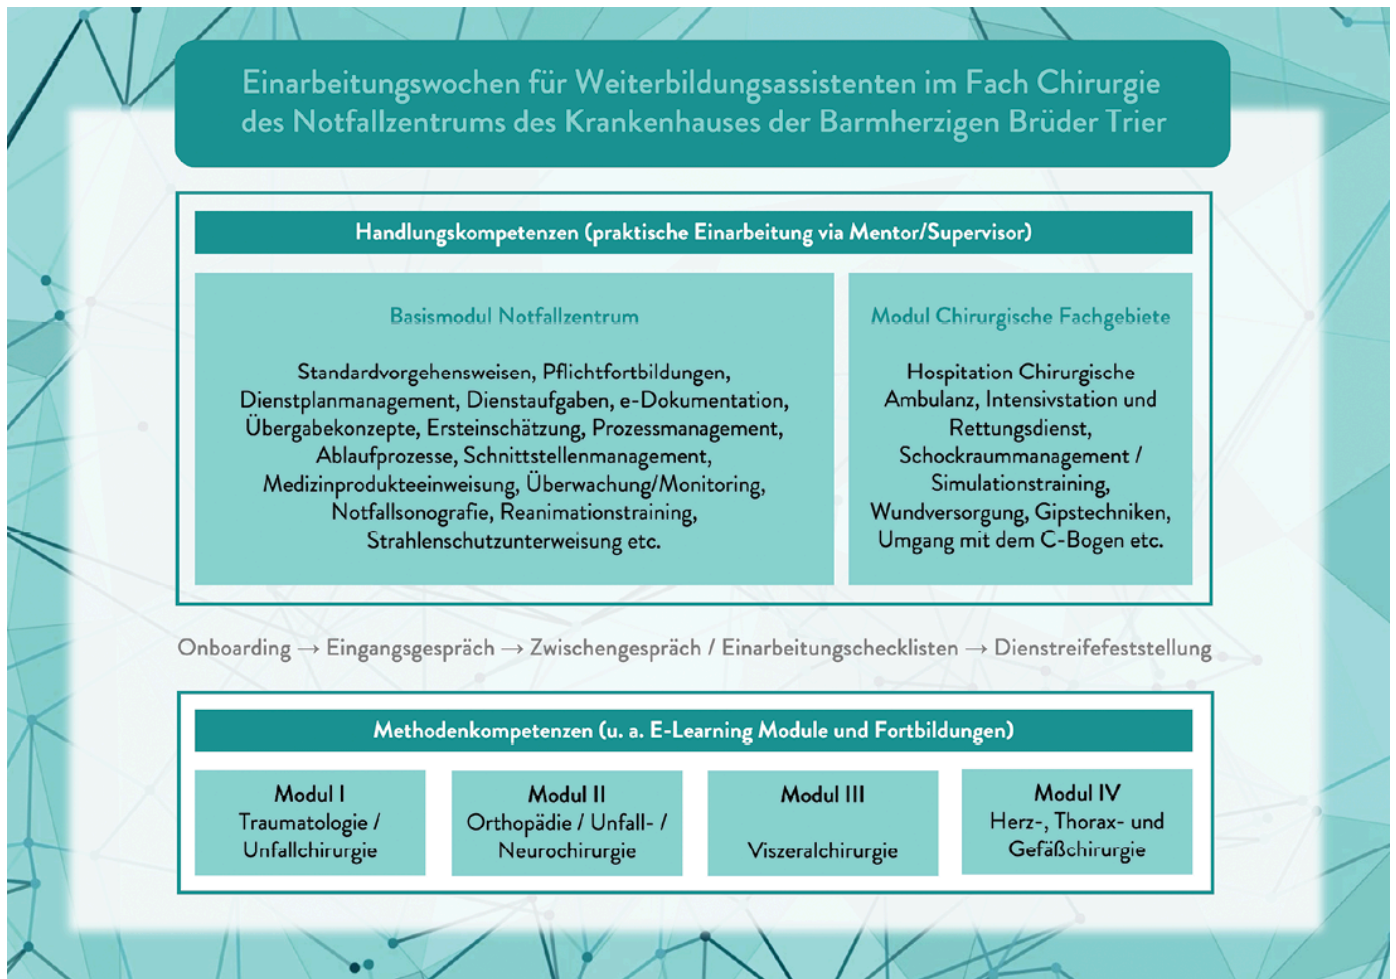 Einarbeitungswochen für Weiterbildungsassistenten im Fach Chirurgie
des Notfallzentrums des Krankenhauses der Barmherzigen Brüder Trier
Handlungskompetenzen (praktische Einarbeitung via Mentor/Supervisor)
Basismodul Notfallzentrum
Standardvorgehensweisen, Pflichtfortbildungen,
Dienstplanmanagement, Dienstaufgaben, e-Dokumentation,
Übergabekonzepte, Ersteinschätzung, Prozessmanagement,
Ablaufprozesse, Schnittstellenmanagement,
Medizinprodukteeinweisung, Überwachung/Monitoring,
Notfallsonografie, Reanimationstraining,
Strahlenschutzunterweisung etc.
Modul Chirurgische Fachgebiete
Hospitation Chirurgische
Ambulanz, Intensivstation und
Rettungsdienst,
Schockraummanagement /
Simulationstraining,
Wundversorgung, Gipstechniken,
Umgang mit dem C-Bogen etc.
Onboarding → Eingangsgespräch → Zwischengespräch / Einarbeitungschecklisten → Dienstreifefeststellung
Methodenkompetenzen (u. a. E-Learning Module und Fortbildungen)
Modul I
Traumatologie /
Unfallchirurgie
Modul II
Orthopädie / Unfall- /
Neurochirurgie
Modul III
Viszeralchirurgie
Modul IV
Herz-, Thorax- und
Gefäßchirurgie